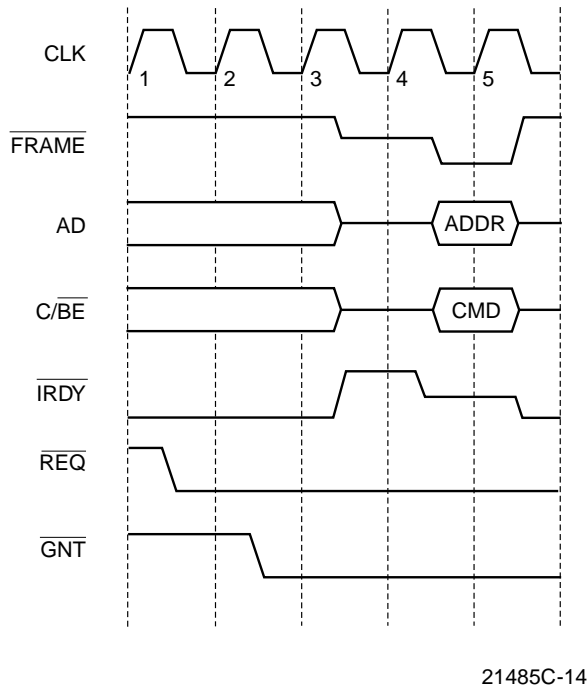 CLK
1 2 3 4 5
FRAME
AD
ADDR
C/BE
CMD
IRDY
REQ
GNT
21485C-14